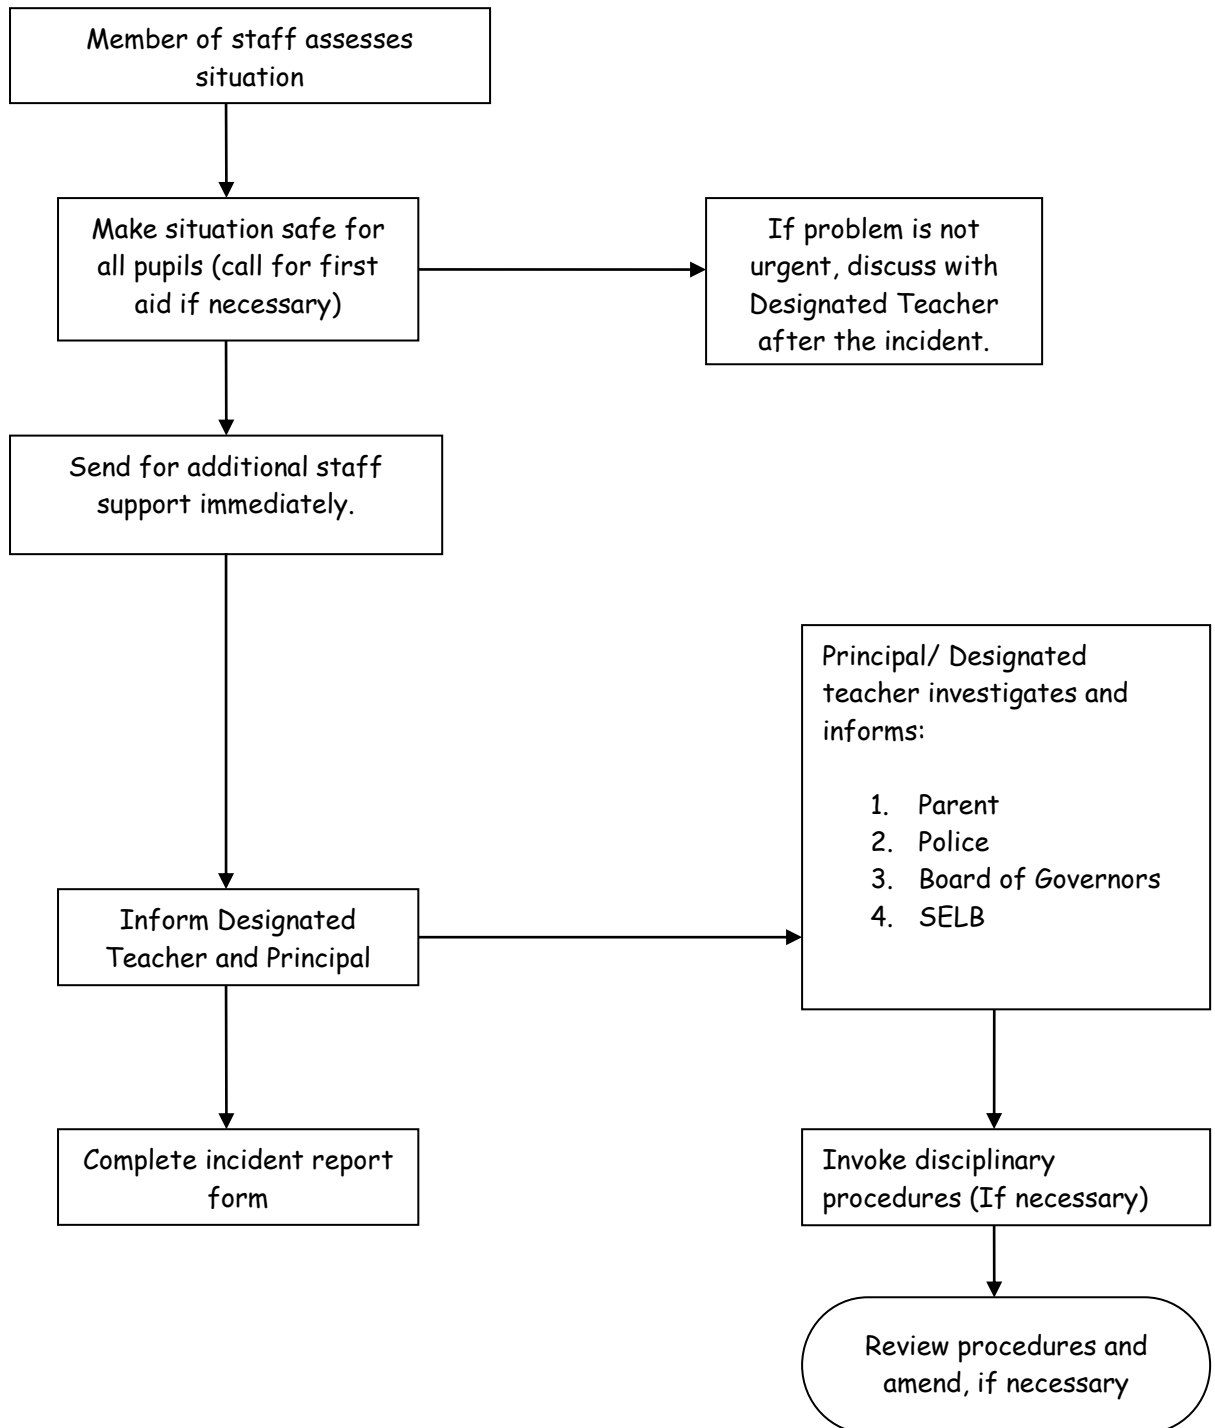 Member of staff assesses
situation
Make situation safe for
all pupils (call for first
aid if necessary)
If problem is not
urgent, discuss with
Designated Teacher
after the incident.
Send for additional staff
support immediately.
Principal/ Designated
teacher investigates and
informs:
1. Parent
2. Police
3. Board of Governors
4. SELB
Inform Designated
Teacher and Principal
Complete incident report
form
Invoke disciplinary
procedures (If necessary)
Review procedures and
amend, if necessary